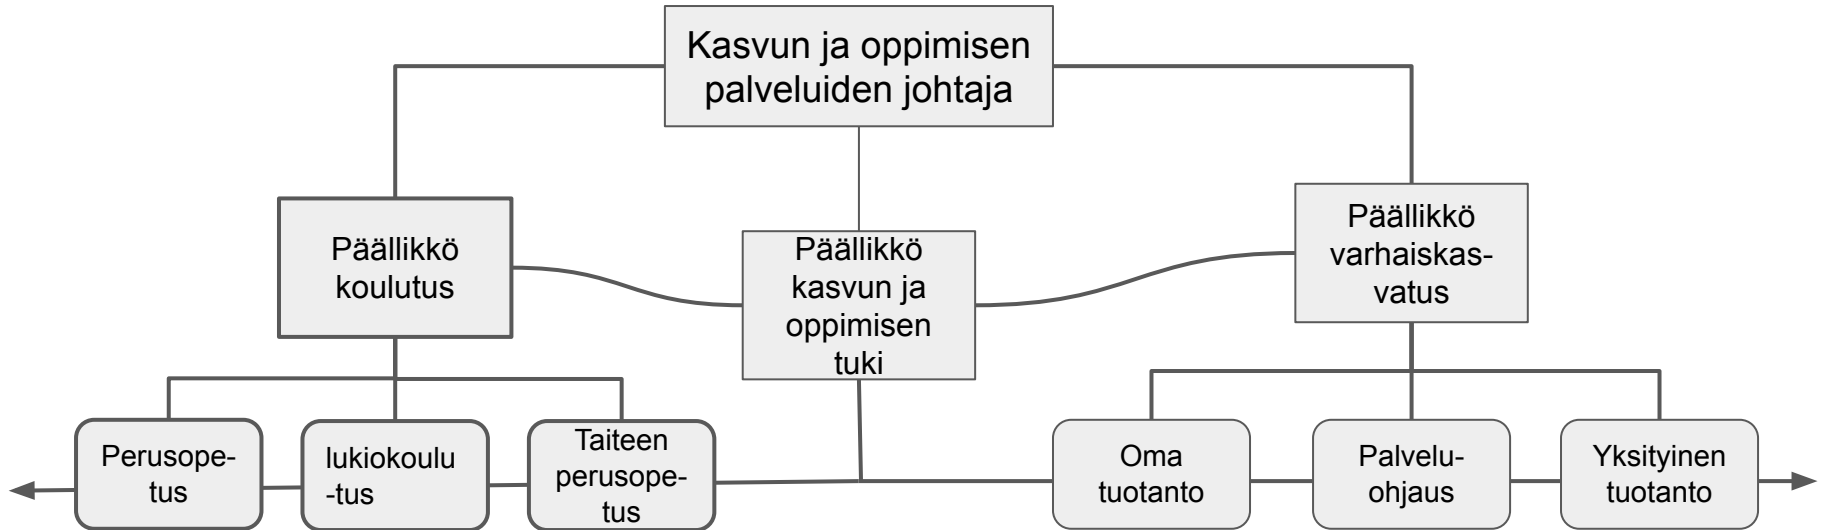 Kasvun ja oppimisen
palveluiden johtaja
Päällikkö
koulutus
Päällikkö
kasvun ja
oppimisen
tuki
Päällikkö
varhaiskas-
vatus
Perusope-
tus
lukiokoulu
-tus
Taiteen
perusope-
tus
Oma
tuotanto
Palvelu-
ohjaus
Yksityinen
tuotanto